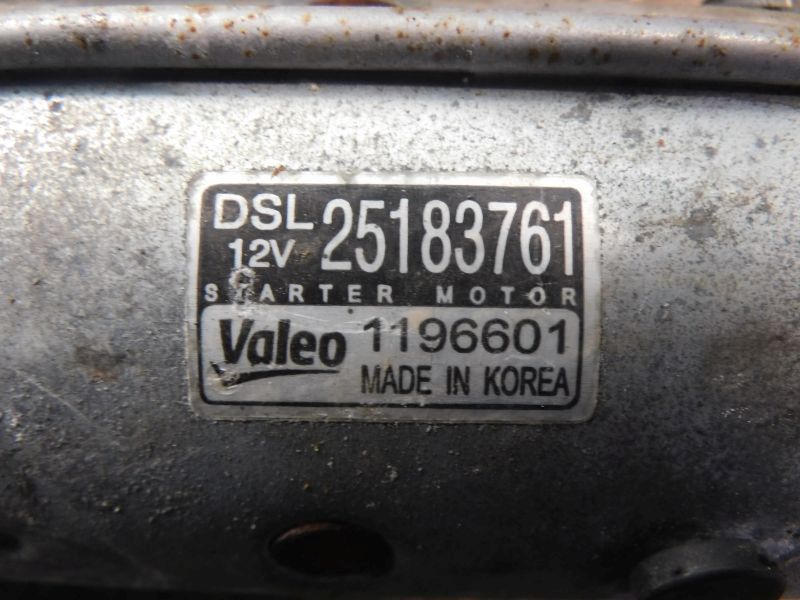 DSL 25183761
12V
STARTER MOTOR
Valeo 1196601
MADE IN KOREA